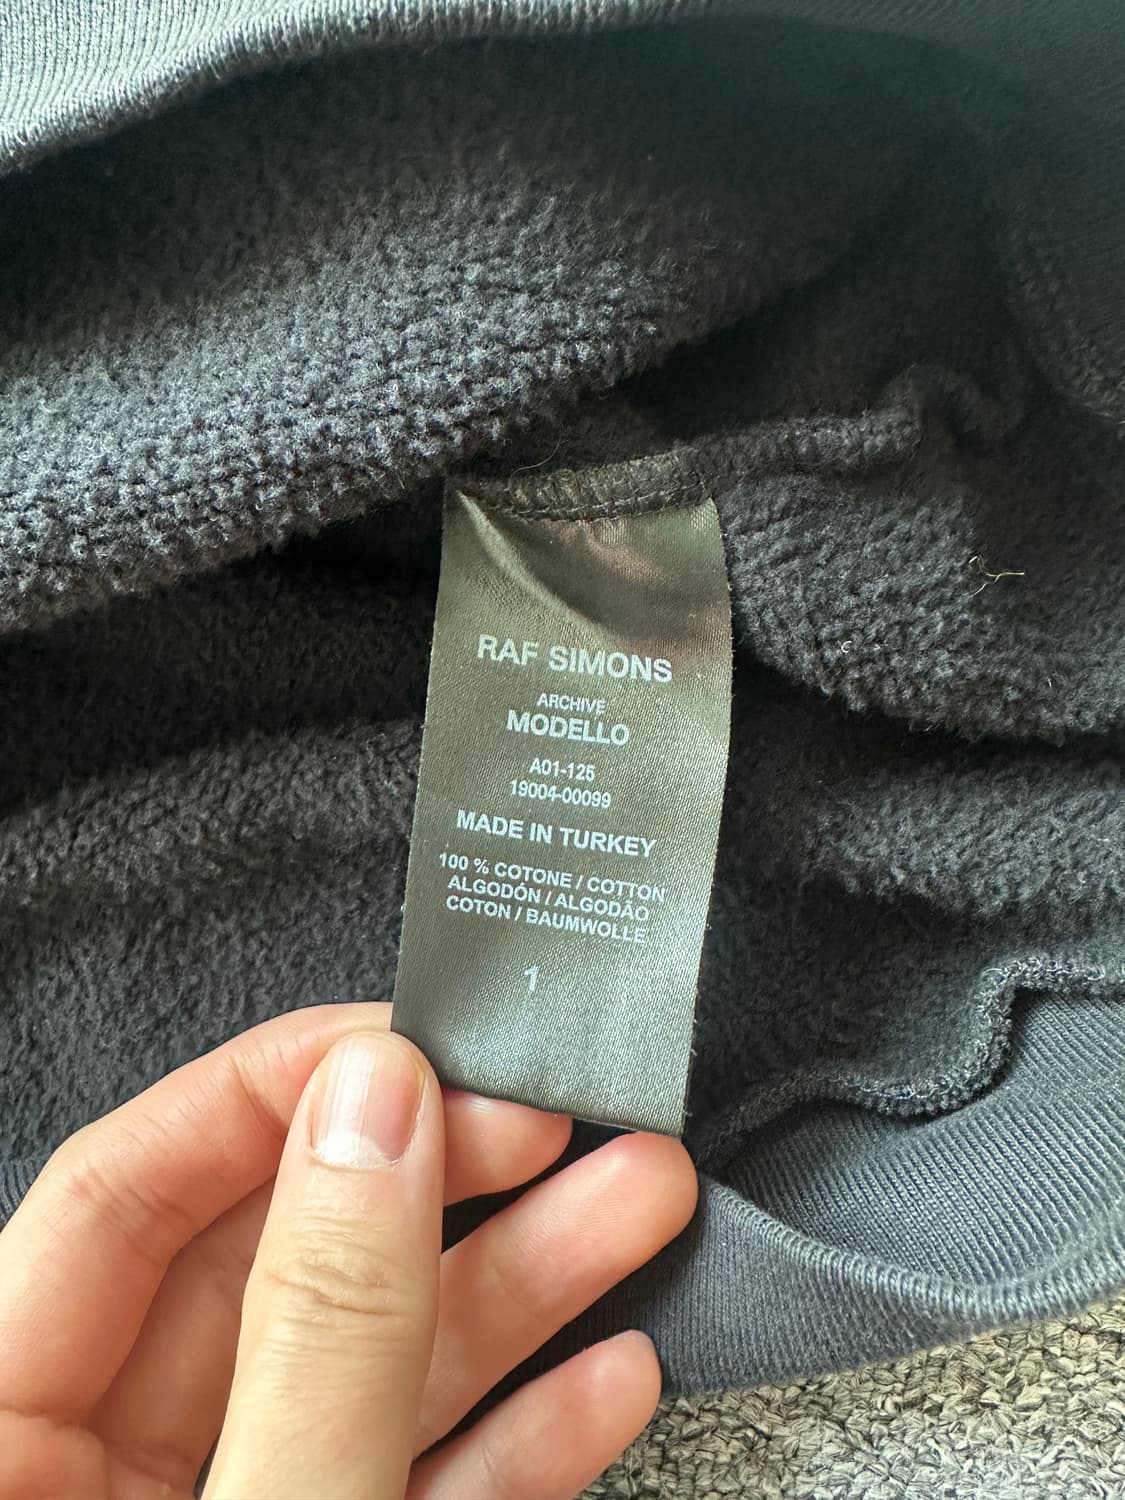 RAF SIMONS
ARCHIVE
MODELLO
A01-125
19004-00099
MADE IN TURKEY
100 % COTONE / COTTON
ALGODÓN / ALGODÃO
COTON / BAUMWOLLE
1